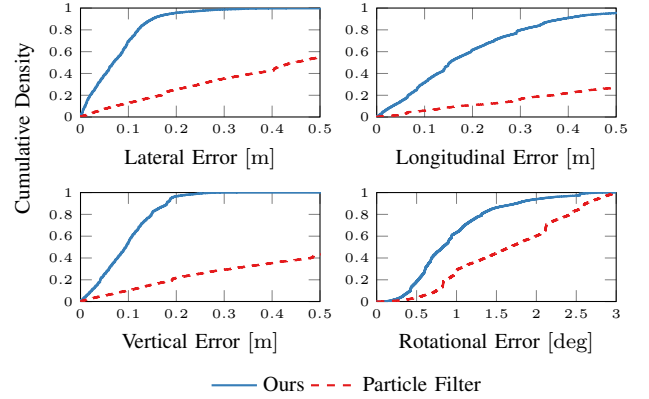 Cumulative Density
1
0.8
0.6
0.4
0.2
0
0 0.1 0.2 0.3 0.4 0.5
Lateral Error [m]
1
0.8
0.6
0.4
0.2
0
0 0.1 0.2 0.3 0.4 0.5
Longitudinal Error [m]
1
0.8
0.6
0.4
0.2
0
0 0.1 0.2 0.3 0.4 0.5
Vertical Error [m]
1
0.8
0.6
0.4
0.2
0
0 0.5 1 1.5 2 2.5 3
Rotational Error [deg]
Ours Particle Filter